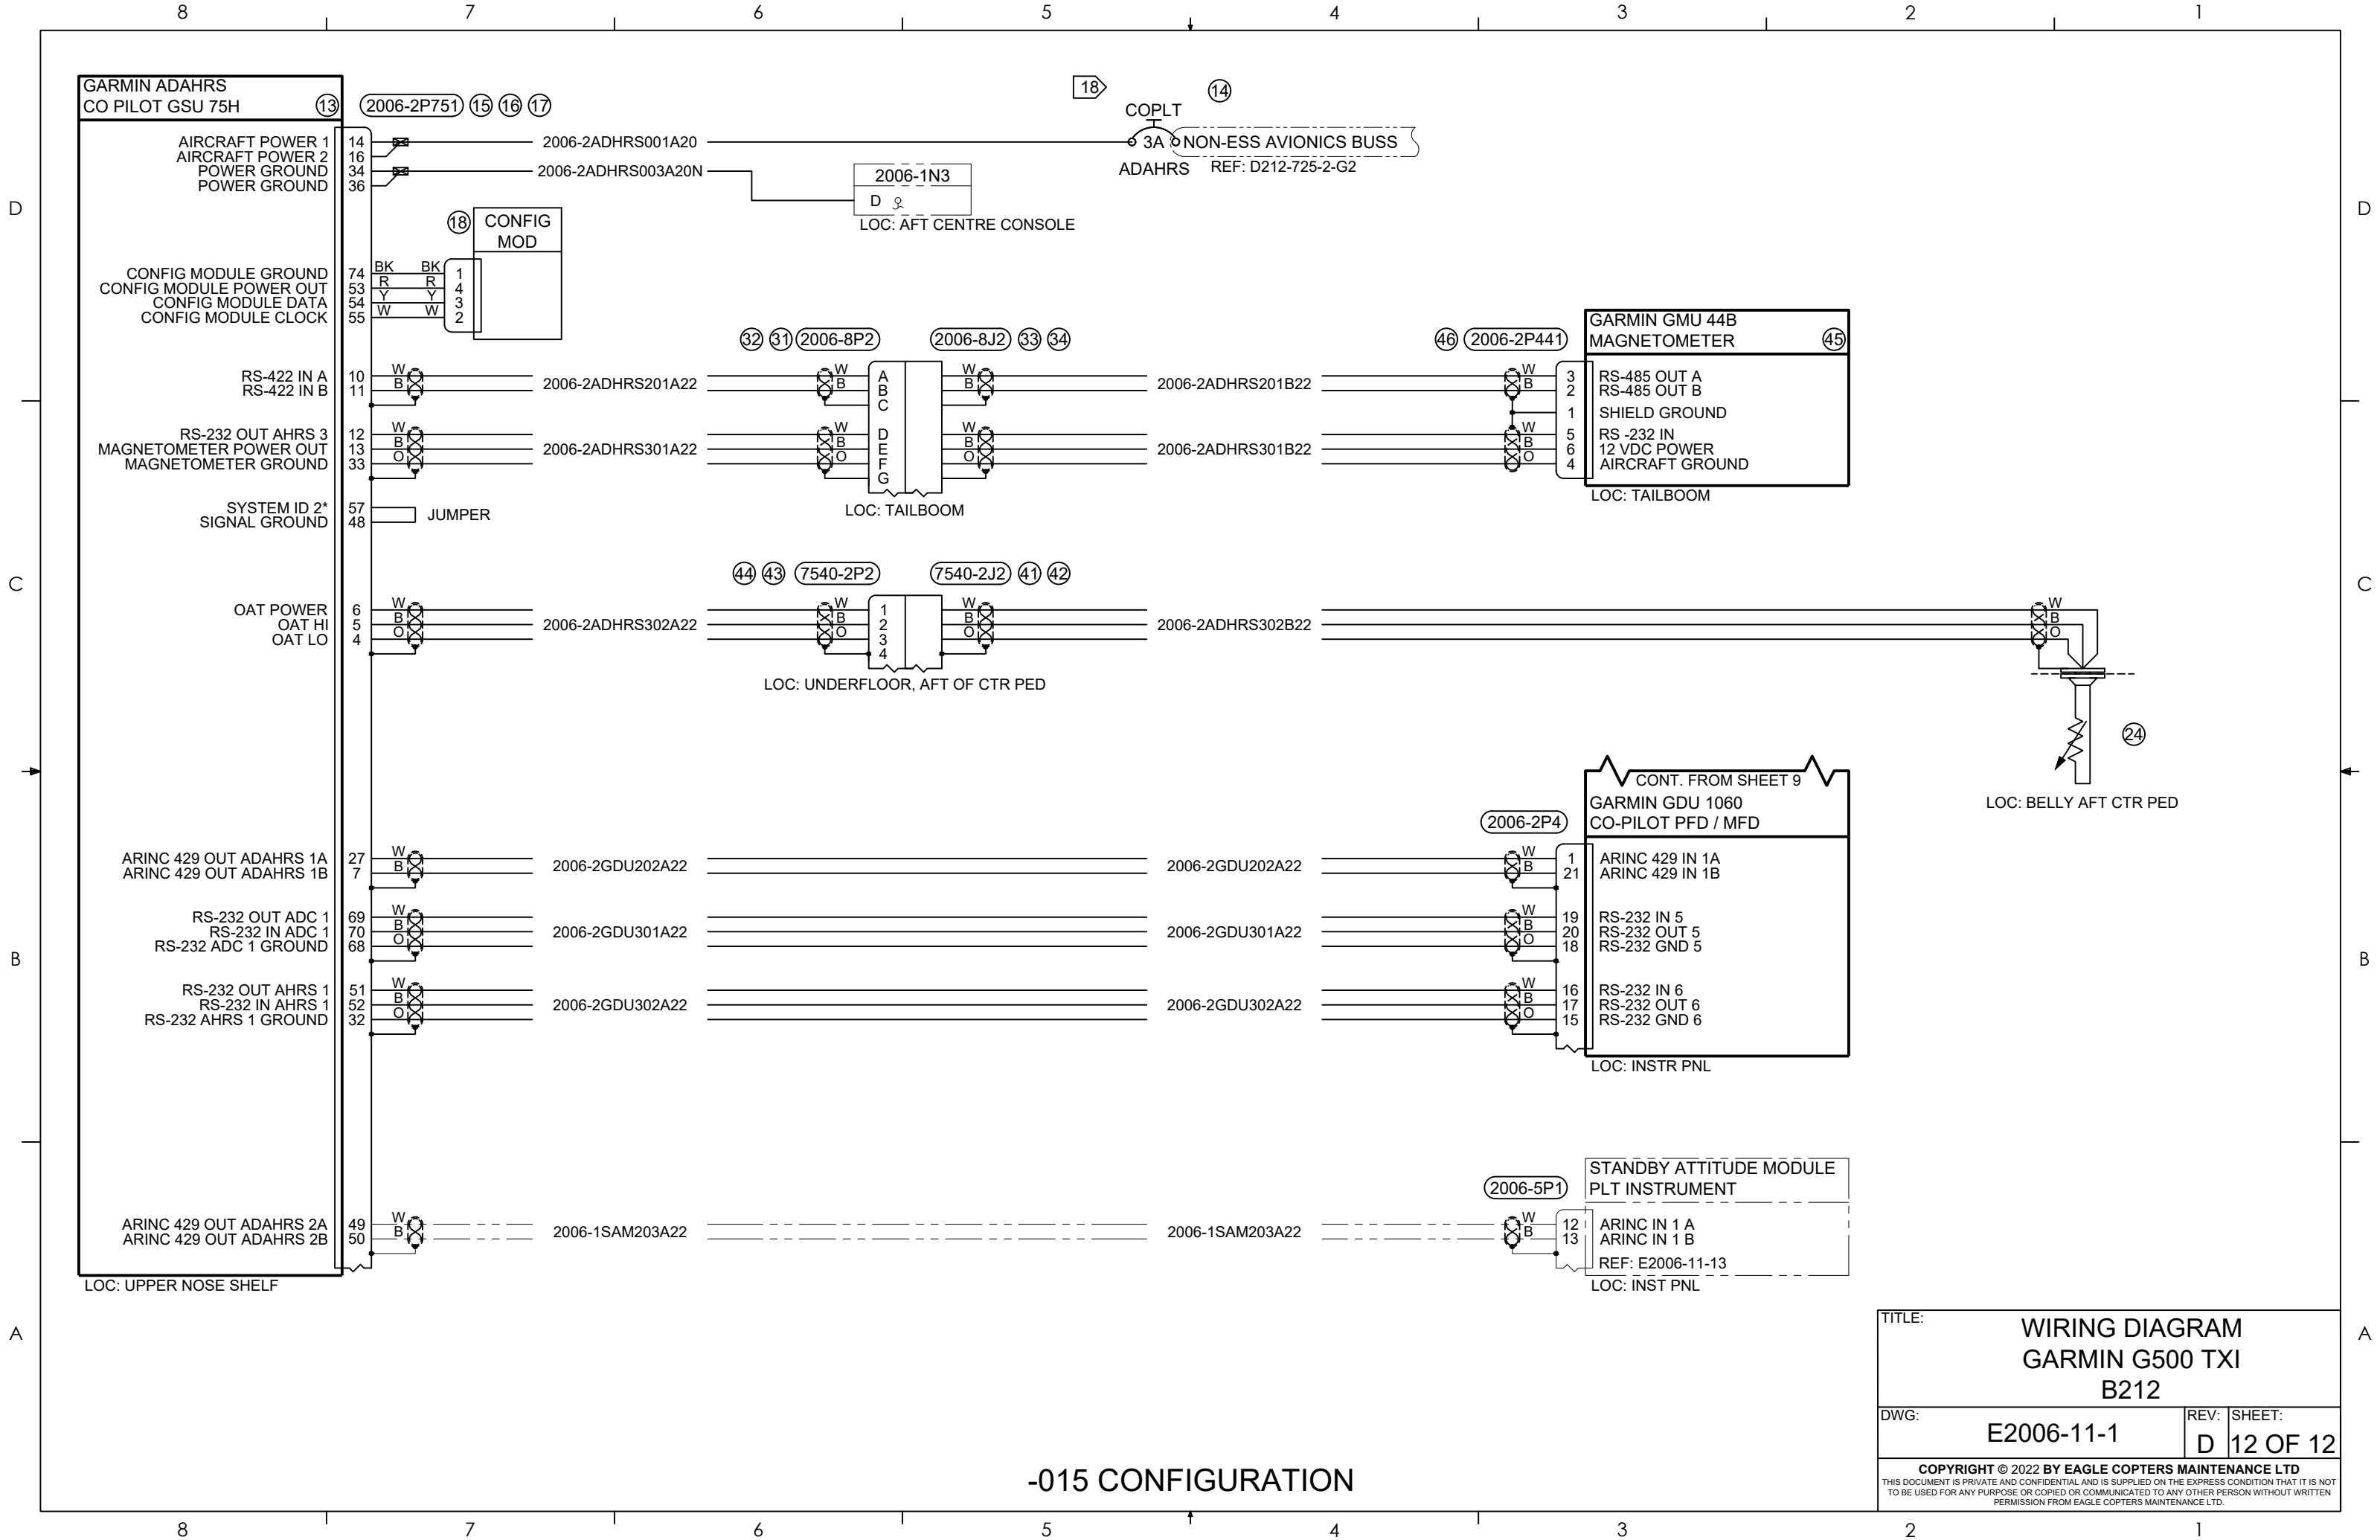 8 7 6 5 4 3 2 1
GARMIN ADAHRS
CO PILOT GSU 75H 13
2006-2P751 15 16 17
AIRCRAFT POWER 1 14
AIRCRAFT POWER 2 16
POWER GROUND 34
POWER GROUND 36
2006-2ADHRS001A20
2006-2ADHRS003A20N
18
14
COPLT
3A
ADAHRS
NON-ESS AVIONICS BUSS
REF: D212-725-2-G2
2006-1N3
D
LOC: AFT CENTRE CONSOLE
D D
18
CONFIG
MOD
CONFIG MODULE GROUND 74 BK BK 1
CONFIG MODULE POWER OUT 53 R R 4
CONFIG MODULE DATA 54 Y Y 3
CONFIG MODULE CLOCK 55 W W 2
32 31 2006-8P2 2006-8J2 33 34
46 2006-2P441
GARMIN GMU 44B
MAGNETOMETER 45
RS-422 IN A 10 W W A W W 3 RS-485 OUT A
2006-2ADHRS201A22 2006-2ADHRS201B22
RS-422 IN B 11 B B B B B 2 RS-485 OUT B
C
1 SHIELD GROUND
RS-232 OUT AHRS 3 12 W W D W W 5 RS -232 IN
MAGNETOMETER POWER OUT 13 B 2006-2ADHRS301A22 B E B 2006-2ADHRS301B22 B 6 12 VDC POWER
MAGNETOMETER GROUND 33 O O F O O 4 AIRCRAFT GROUND
G
LOC: TAILBOOM
LOC: TAILBOOM
SYSTEM ID 2* 57
JUMPER
SIGNAL GROUND 48
44 43 7540-2P2 7540-2J2 41 42
C C
OAT POWER 6 W W 1 W W
OAT HI 5 B 2006-2ADHRS302A22 B 2 B 2006-2ADHRS302B22 B
OAT LO 4 O O 3 O O
4
LOC: UNDERFLOOR, AFT OF CTR PED
24
LOC: BELLY AFT CTR PED
CONT. FROM SHEET 9
GARMIN GDU 1060
CO-PILOT PFD / MFD
2006-2P4
ARINC 429 OUT ADAHRS 1A 27 W W 1 ARINC 429 IN 1A
2006-2GDU202A22 2006-2GDU202A22
ARINC 429 OUT ADAHRS 1B 7 B B 21 ARINC 429 IN 1B
RS-232 OUT ADC 1 69 W W 19 RS-232 IN 5
RS-232 IN ADC 1 70 B 2006-2GDU301A22 2006-2GDU301A22 B 20 RS-232 OUT 5
RS-232 ADC 1 GROUND 68 O O 18 RS-232 GND 5
B B
RS-232 OUT AHRS 1 51 W W 16 RS-232 IN 6
RS-232 IN AHRS 1 52 B 2006-2GDU302A22 2006-2GDU302A22 B 17 RS-232 OUT 6
RS-232 AHRS 1 GROUND 32 O O 15 RS-232 GND 6
LOC: INSTR PNL
STANDBY ATTITUDE MODULE
PLT INSTRUMENT
2006-5P1
ARINC 429 OUT ADAHRS 2A 49 W W 12 ARINC IN 1 A
2006-1SAM203A22 2006-1SAM203A22
ARINC 429 OUT ADAHRS 2B 50 B B 13 ARINC IN 1 B
REF: E2006-11-13
LOC: INST PNL
LOC: UPPER NOSE SHELF
A A
TITLE:
WIRING DIAGRAM
GARMIN G500 TXI
B212
DWG: REV: SHEET:
E2006-11-1 D 12 OF 12
COPYRIGHT © 2022 BY EAGLE COPTERS MAINTENANCE LTD
THIS DOCUMENT IS PRIVATE AND CONFIDENTIAL AND IS SUPPLIED ON THE EXPRESS CONDITION THAT IT IS NOT
TO BE USED FOR ANY PURPOSE OR COPIED OR COMMUNICATED TO ANY OTHER PERSON WITHOUT WRITTEN
PERMISSION FROM EAGLE COPTERS MAINTENANCE LTD.
-015 CONFIGURATION
8 7 6 5 4 3 2 1